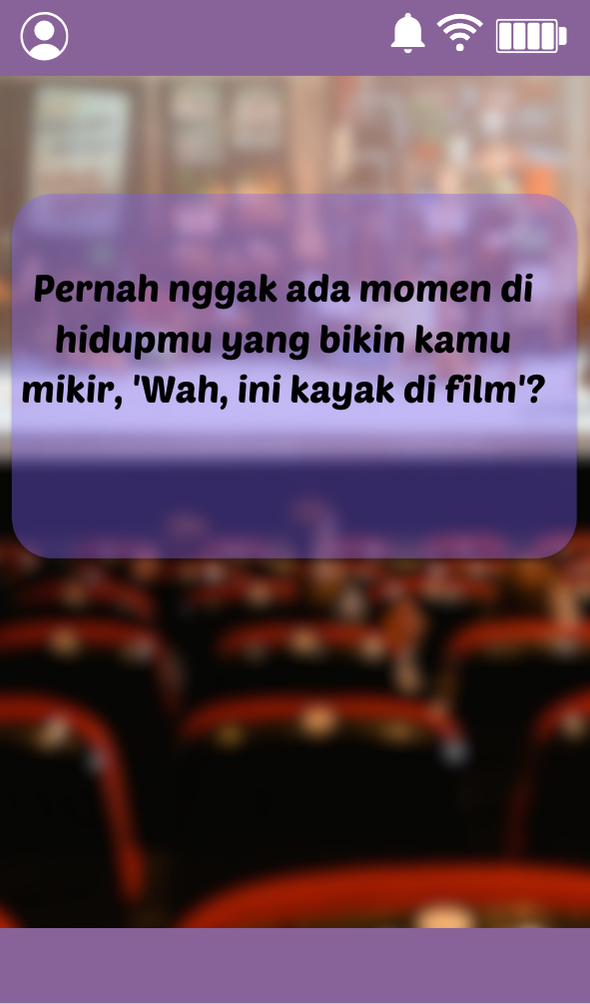 Pernah nggak ada momen di
hidupmu yang bikin kamu
mikir, 'Wah, ini kayak di film'?